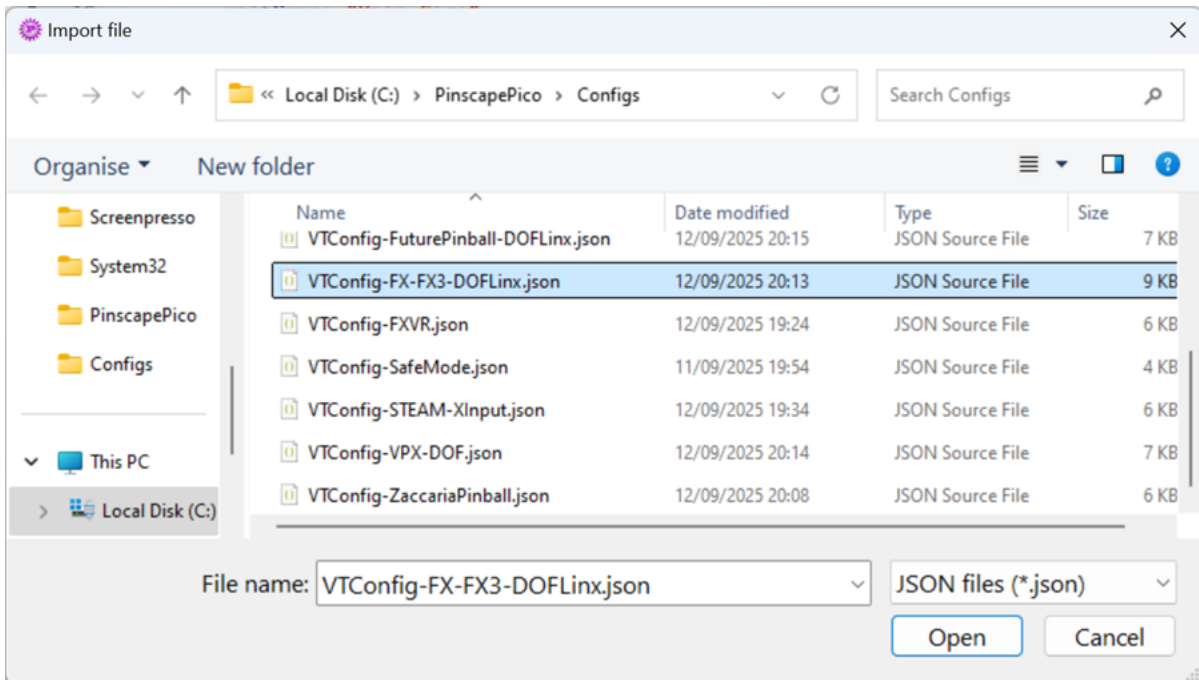 Import file
« Local Disk (C:) › PinscapePico › Configs
Search Configs
Organise
New folder
Screenpresso
System32
PinscapePico
Configs
This PC
Local Disk (C:)
Name Date modified Type Size
VTConfig-FuturePinball-DOFLinx.json 12/09/2025 20:15 JSON Source File 7 KB
VTConfig-FX-FX3-DOFLinx.json 12/09/2025 20:13 JSON Source File 9 KB
VTConfig-FXVR.json 12/09/2025 19:24 JSON Source File 6 KB
VTConfig-SafeMode.json 11/09/2025 19:54 JSON Source File 4 KB
VTConfig-STEAM-XInput.json 12/09/2025 19:34 JSON Source File 6 KB
VTConfig-VPX-DOF.json 12/09/2025 20:14 JSON Source File 7 KB
VTConfig-ZaccariaPinball.json 12/09/2025 20:08 JSON Source File 6 KB
File name: VTConfig-FX-FX3-DOFLinx.json
JSON files (*.json)
Open
Cancel